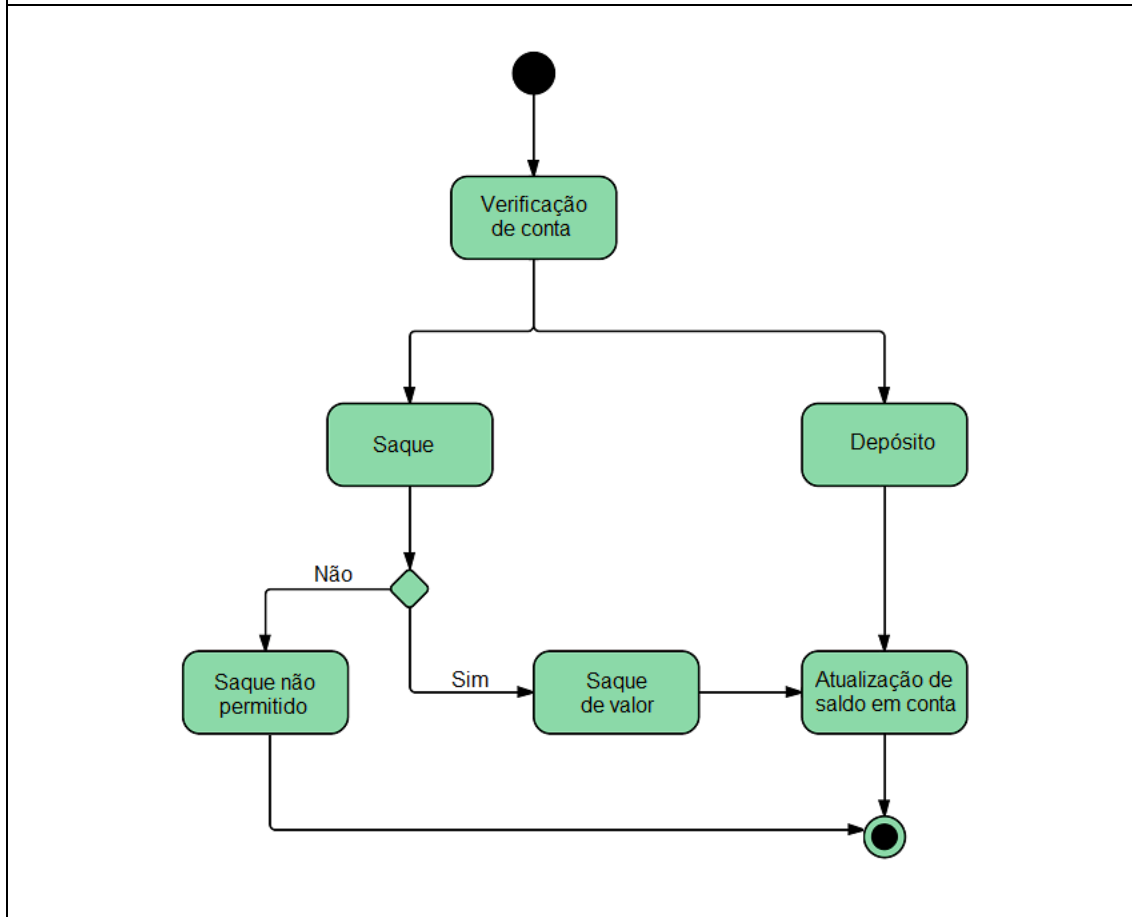 Verificação
de conta
Saque
Depósito
Não
Sim
Saque não
permitido
Saque
de valor
Atualização de
saldo em conta